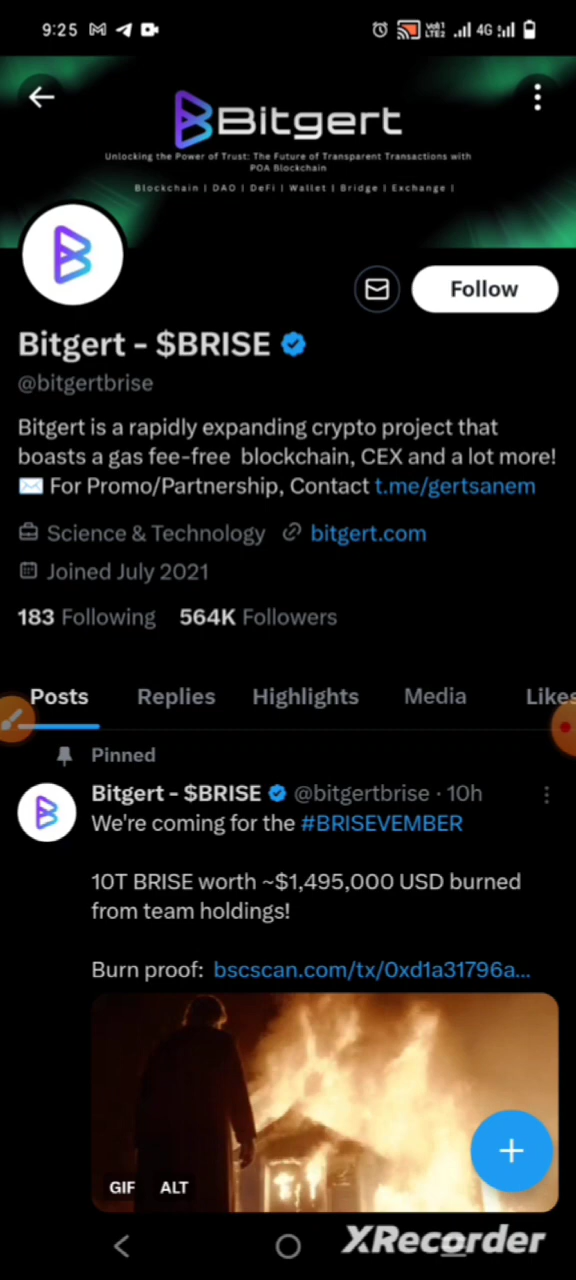 9:25
4G
Bitgert
Unlocking the Power of Trust: The Future of Transparent Transactions with
POA Blockchain
Blockchain | DAO | DeFi | Wallet | Bridge | Exchange |
Follow
Bitgert - $BRISE
@bitgertbrise
Bitgert is a rapidly expanding crypto project that
boasts a gas fee-free blockchain, CEX and a lot more!
✉️ For Promo/Partnership, Contact t.me/gertsanem
Science & Technology bitgert.com
Joined July 2021
183 Following 564K Followers
Posts Replies Highlights Media Likes
Pinned
Bitgert - $BRISE @bitgertbrise · 10h
We're coming for the #BRISEVEMBER
10T BRISE worth ~$1,495,000 USD burned
from team holdings!
Burn proof: bscscan.com/tx/0xd1a31796a...
GIF ALT
XRecorder